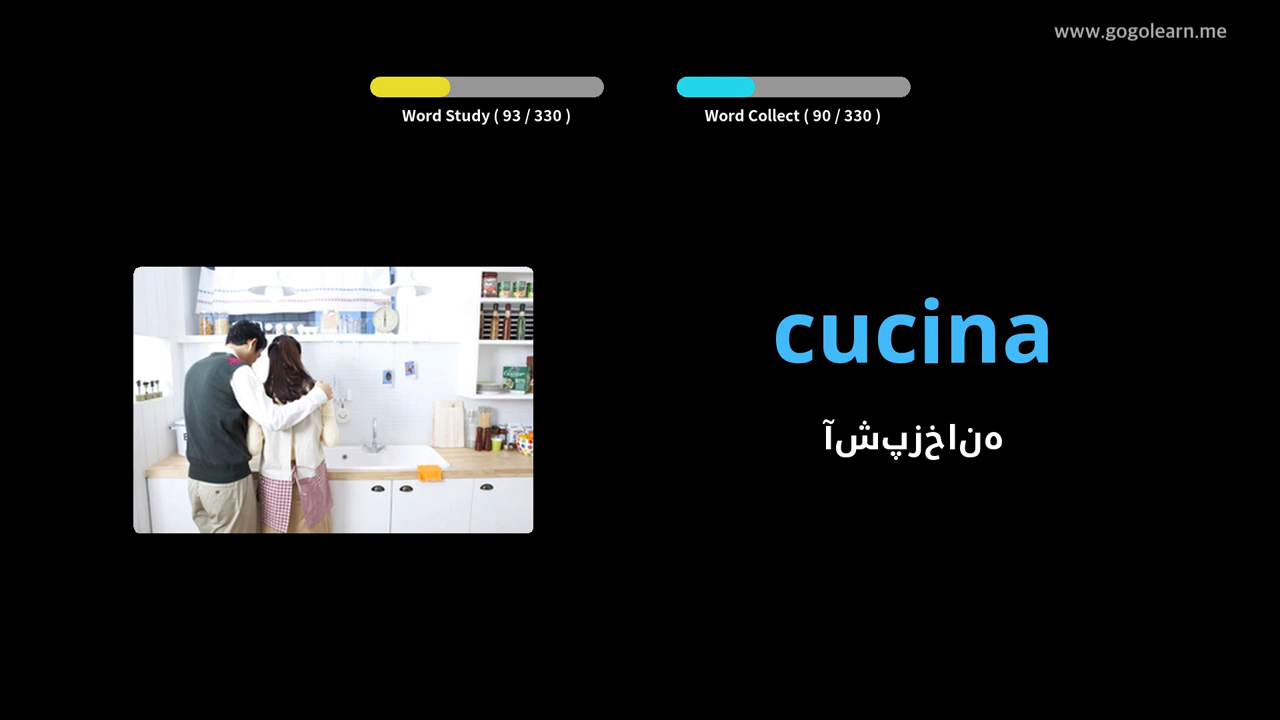 www.gogolearn.me
Word Study ( 93 / 330 )
Word Collect ( 90 / 330 )
cucina
آشپزخانه